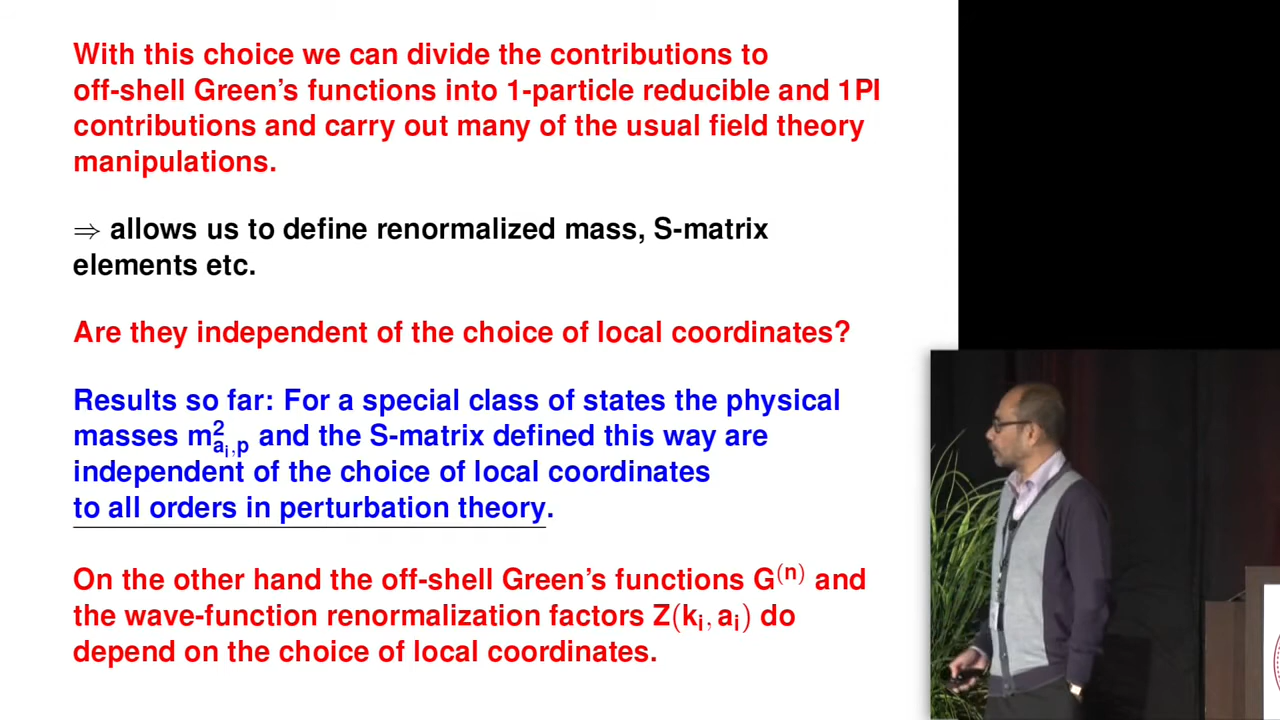 With this choice we can divide the contributions to
off-shell Green's functions into 1-particle reducible and 1PI
contributions and carry out many of the usual field theory
manipulations.
⇒ allows us to define renormalized mass, S-matrix
elements etc.
Are they independent of the choice of local coordinates?
Results so far: For a special class of states the physical
masses m²_{a_i,p} and the S-matrix defined this way are
independent of the choice of local coordinates
to all orders in perturbation theory.
On the other hand the off-shell Green's functions G^{(n)} and
the wave-function renormalization factors Z(k_i, a_i) do
depend on the choice of local coordinates.